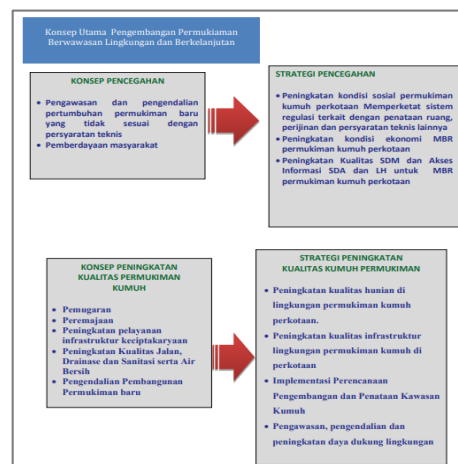 Konsep Utama Pengembangan Permukiaman
Berwawasan Lingkungan dan Berkelanjutan
KONSEP PENCEGAHAN
• Pengawasan dan pengendalian
pertumbuhan permukiman baru
yang tidak sesuai dengan
persyaratan teknis
• Pemberdayaan masyarakat
STRATEGI PENCEGAHAN
• Peningkatan kondisi sosial permukiman
kumuh perkotaan Memperketat sistem
regulasi terkait dengan penataan ruang,
perijinan dan persyaratan teknis lainnya
• Peningkatan kondisi ekonomi MBR
permukiman kumuh perkotaan
• Peningkatan Kualitas SDM dan Akses
Informasi SDA dan LH untuk MBR
permukiman kumuh perkotaan
KONSEP PENINGKATAN
KUALITAS PERMUKIMAN
KUMUH
• Pemugaran
• Peremajaan
• Peningkatan pelayanan
infrastruktur keciptakaryaan
• Peningkatan Kualitas Jalan,
Drainase dan Sanitasi serta Air
Bersih
• Pengendalian Pembangunan
Permukiman baru
STRATEGI PENINGKATAN
KUALITAS KUMUH PERMUKIMAN
• Peningkatan kualitas hunian di
lingkungan permukiman kumuh
perkotaan.
• Peningkatan kualitas infrastruktur
lingkungan permukiman kumuh di
perkotaan
• Implementasi Perencanaan
Pengembangan dan Penataan Kawasan
Kumuh
• Pengawasan, pengendalian dan
peningkatan daya dukung lingkungan